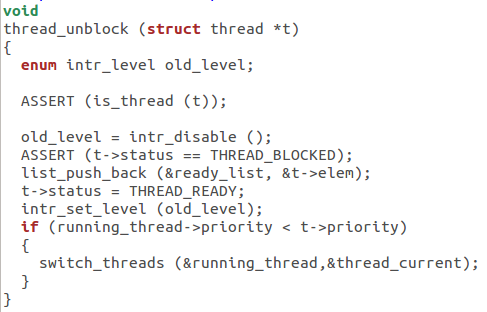 void
thread_unblock (struct thread *t)
{
  enum intr_level old_level;

  ASSERT (is_thread (t));

  old_level = intr_disable ();
  ASSERT (t->status == THREAD_BLOCKED);
  list_push_back (&ready_list, &t->elem);
  t->status = THREAD_READY;
  intr_set_level (old_level);
  if (running_thread->priority < t->priority)
  {
    switch_threads (&running_thread,&thread_current);
  }
}